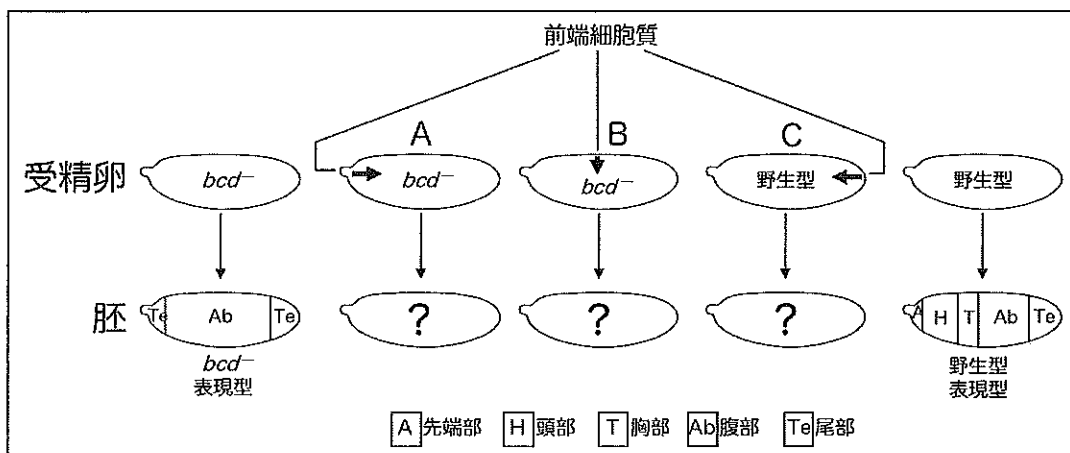 前端細胞質
A B C
受精卵 bcd⁻ bcd⁻ bcd⁻ 野生型 野生型
胚 Te Ab Te ? ? ? A H T Ab Te
bcd⁻ 野生型
表現型 表現型
A 先端部 H 頭部 T 胸部 Ab 腹部 Te 尾部